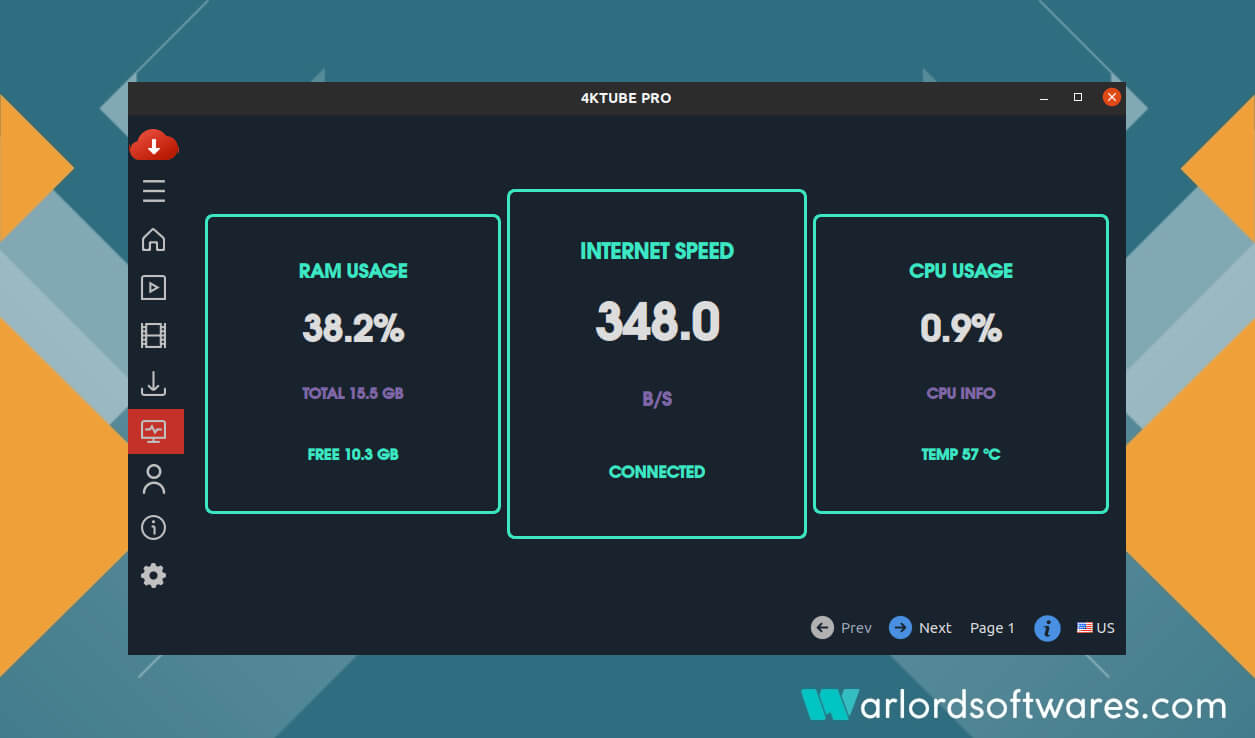 4KTUBE PRO
RAM USAGE
38.2%
TOTAL 15.5 GB
FREE 10.3 GB
INTERNET SPEED
348.0
B/S
CONNECTED
CPU USAGE
0.9%
CPU INFO
TEMP 57 °C
Prev Next Page 1 i US
Warlordsoftwares.com